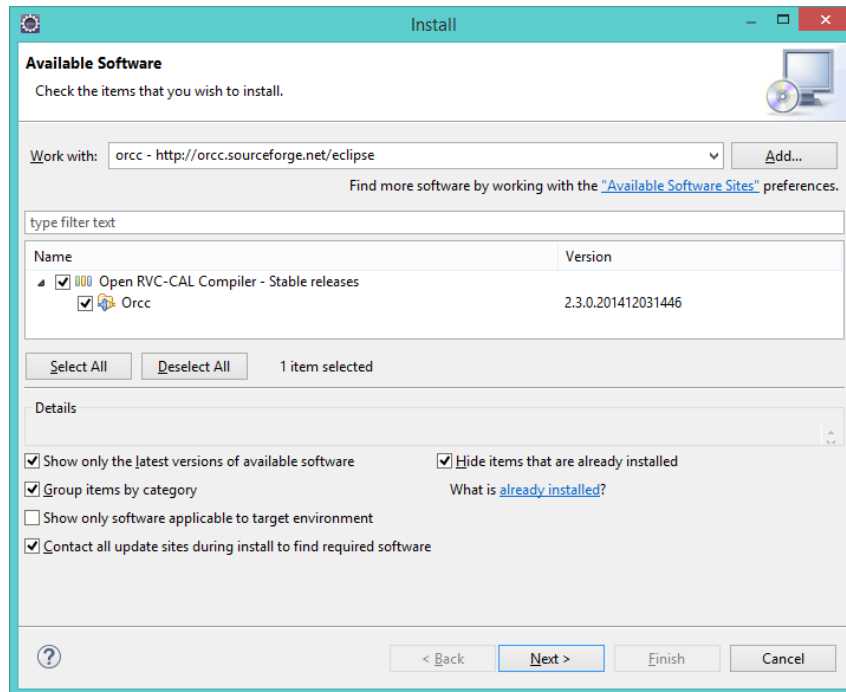 Install
Available Software
Check the items that you wish to install.
Work with: orcc - http://orcc.sourceforge.net/eclipse Add...
Find more software by working with the "Available Software Sites" preferences.
type filter text
Name Version
Open RVC-CAL Compiler - Stable releases
Orcc 2.3.0.201412031446
Select All Deselect All 1 item selected
Details
Show only the latest versions of available software Hide items that are already installed
Group items by category What is already installed?
Show only software applicable to target environment
Contact all update sites during install to find required software
? < Back Next > Finish Cancel